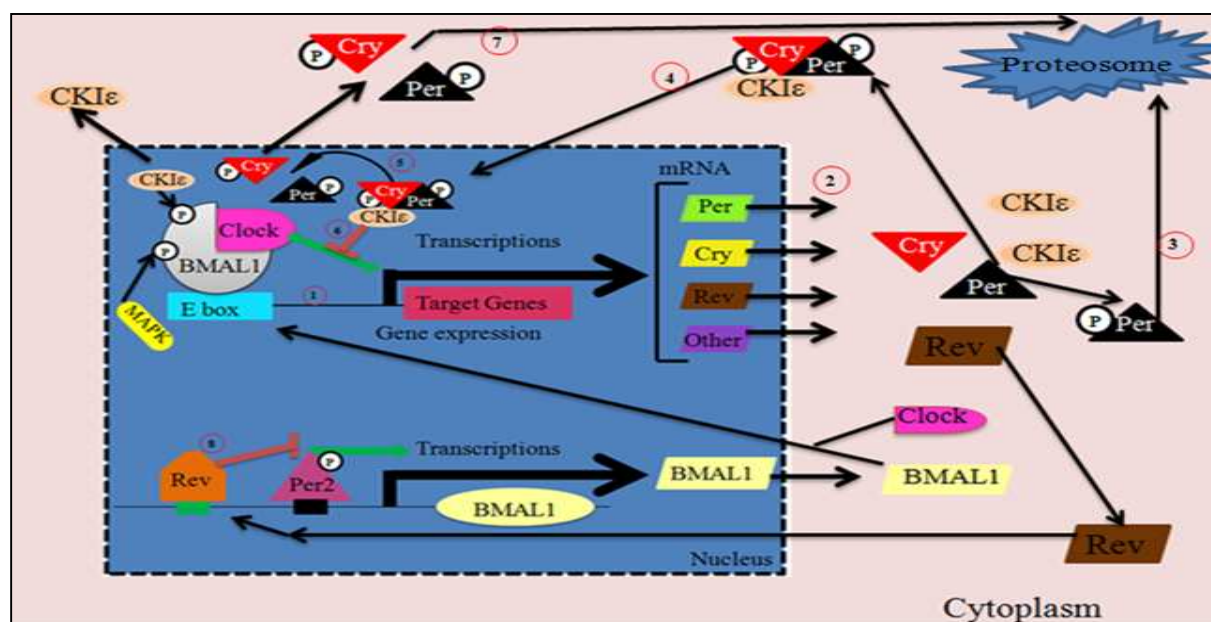 P
Cry
7
P
Per
Cry
P
P
Per
CKIε
4
Proteosome
CKIε
P
Cry
5
P
Per
P
Cry
P
Per
CKIε
CKIε
P
Clock
6
P
BMAL1
MAPK
E box
1
Transcriptions
Target Genes
Gene expression
mRNA
2
Per
Cry
Rev
Other
CKIε
Cry
CKIε
Per
3
P
Per
Rev
Clock
BMAL1
8
Rev
P
Per2
Transcriptions
BMAL1
BMAL1
Rev
Nucleus
Cytoplasm